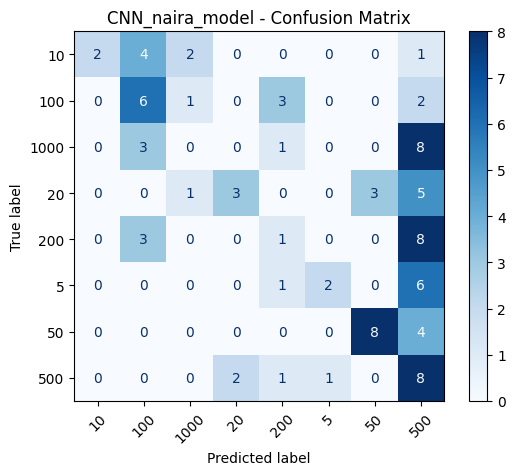 CNN_naira_model - Confusion Matrix
10 2 4 2 0 0 0 0 1
100 0 6 1 0 3 0 0 2
1000 0 3 0 0 1 0 0 8
20 0 0 1 3 0 0 3 5
200 0 3 0 0 1 0 0 8
5 0 0 0 0 1 2 0 6
50 0 0 0 0 0 0 8 4
500 0 0 0 2 1 1 0 8
10 100 1000 20 200 5 50 500
Predicted label
True label
8
7
6
5
4
3
2
1
0